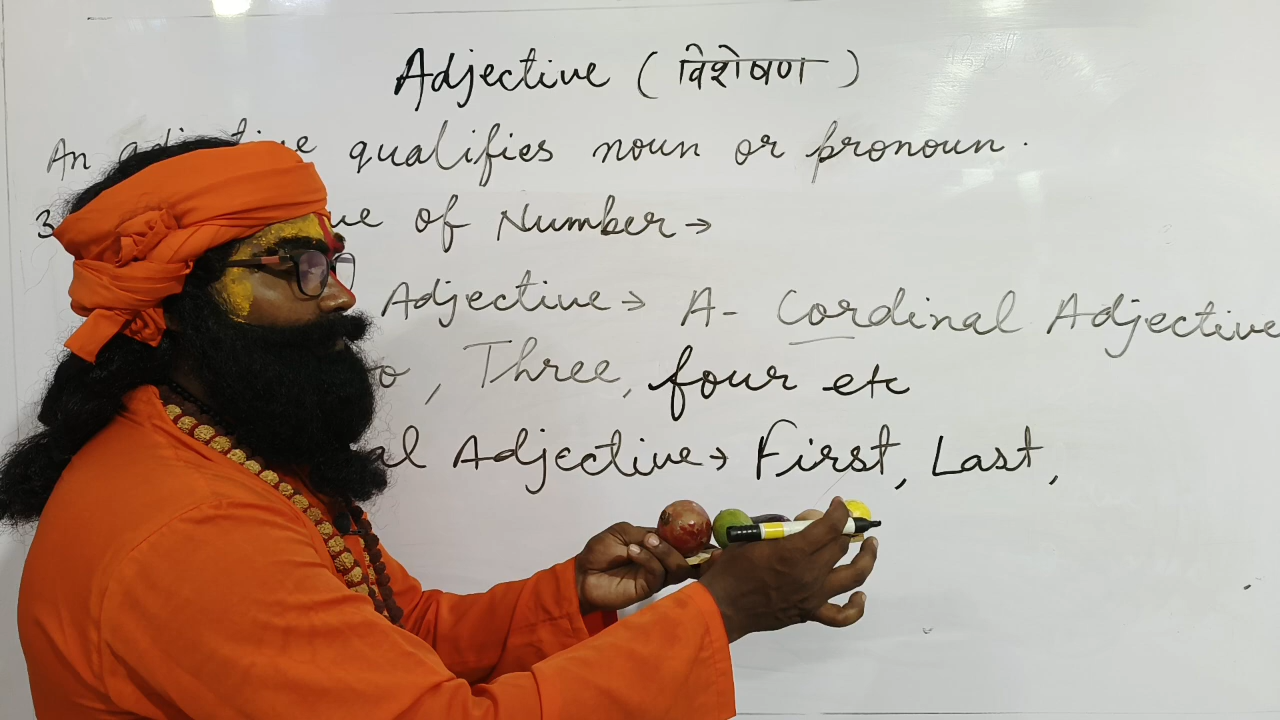 Adjective (विशेषण)
An adjective qualifies noun or pronoun.
3 of Number →
Adjective → A- Cordinal Adjective
, Three, four etc
Adjective → First, Last,